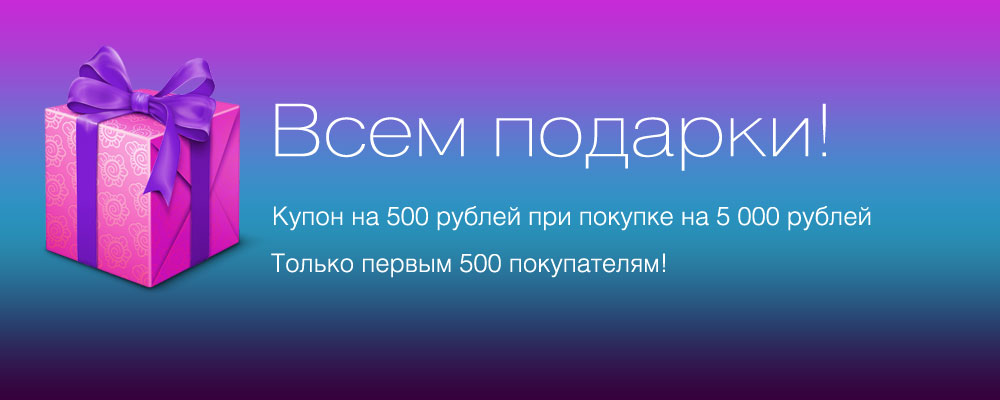 Всем подарки!
Купон на 500 рублей при покупке на 5 000 рублей
Только первым 500 покупателям!